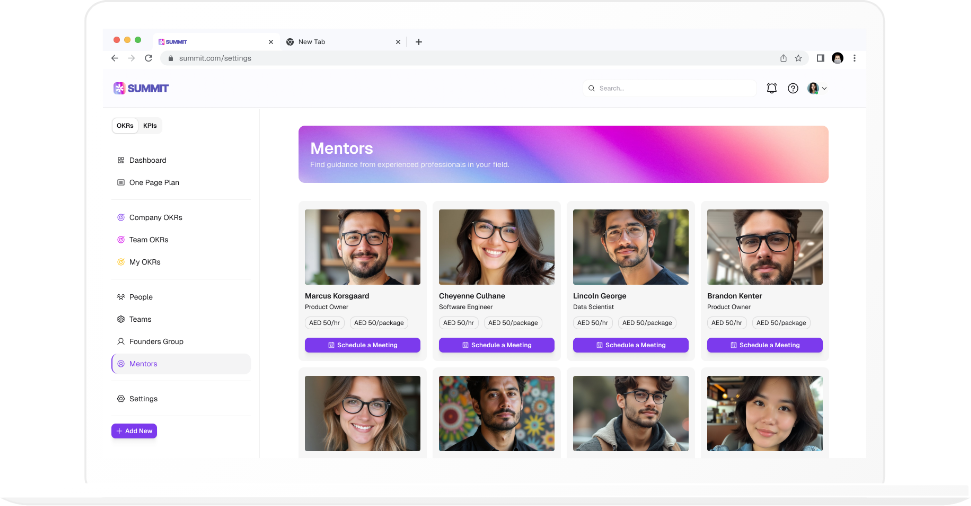 SUMMIT
New Tab
summit.com/settings
SUMMIT
Search...
OKRs KPIs
Dashboard
One Page Plan
Company OKRs
Team OKRs
My OKRs
People
Teams
Founders Group
Mentors
Settings
+ Add New
Mentors
Find guidance from experienced professionals in your field.
Marcus Korsgaard
Product Owner
AED 50/hr AED 50/package
Schedule a Meeting
Cheyenne Culhane
Software Engineer
AED 50/hr AED 50/package
Schedule a Meeting
Lincoln George
Data Scientist
AED 50/hr AED 50/package
Schedule a Meeting
Brandon Kenter
Product Owner
AED 50/hr AED 50/package
Schedule a Meeting